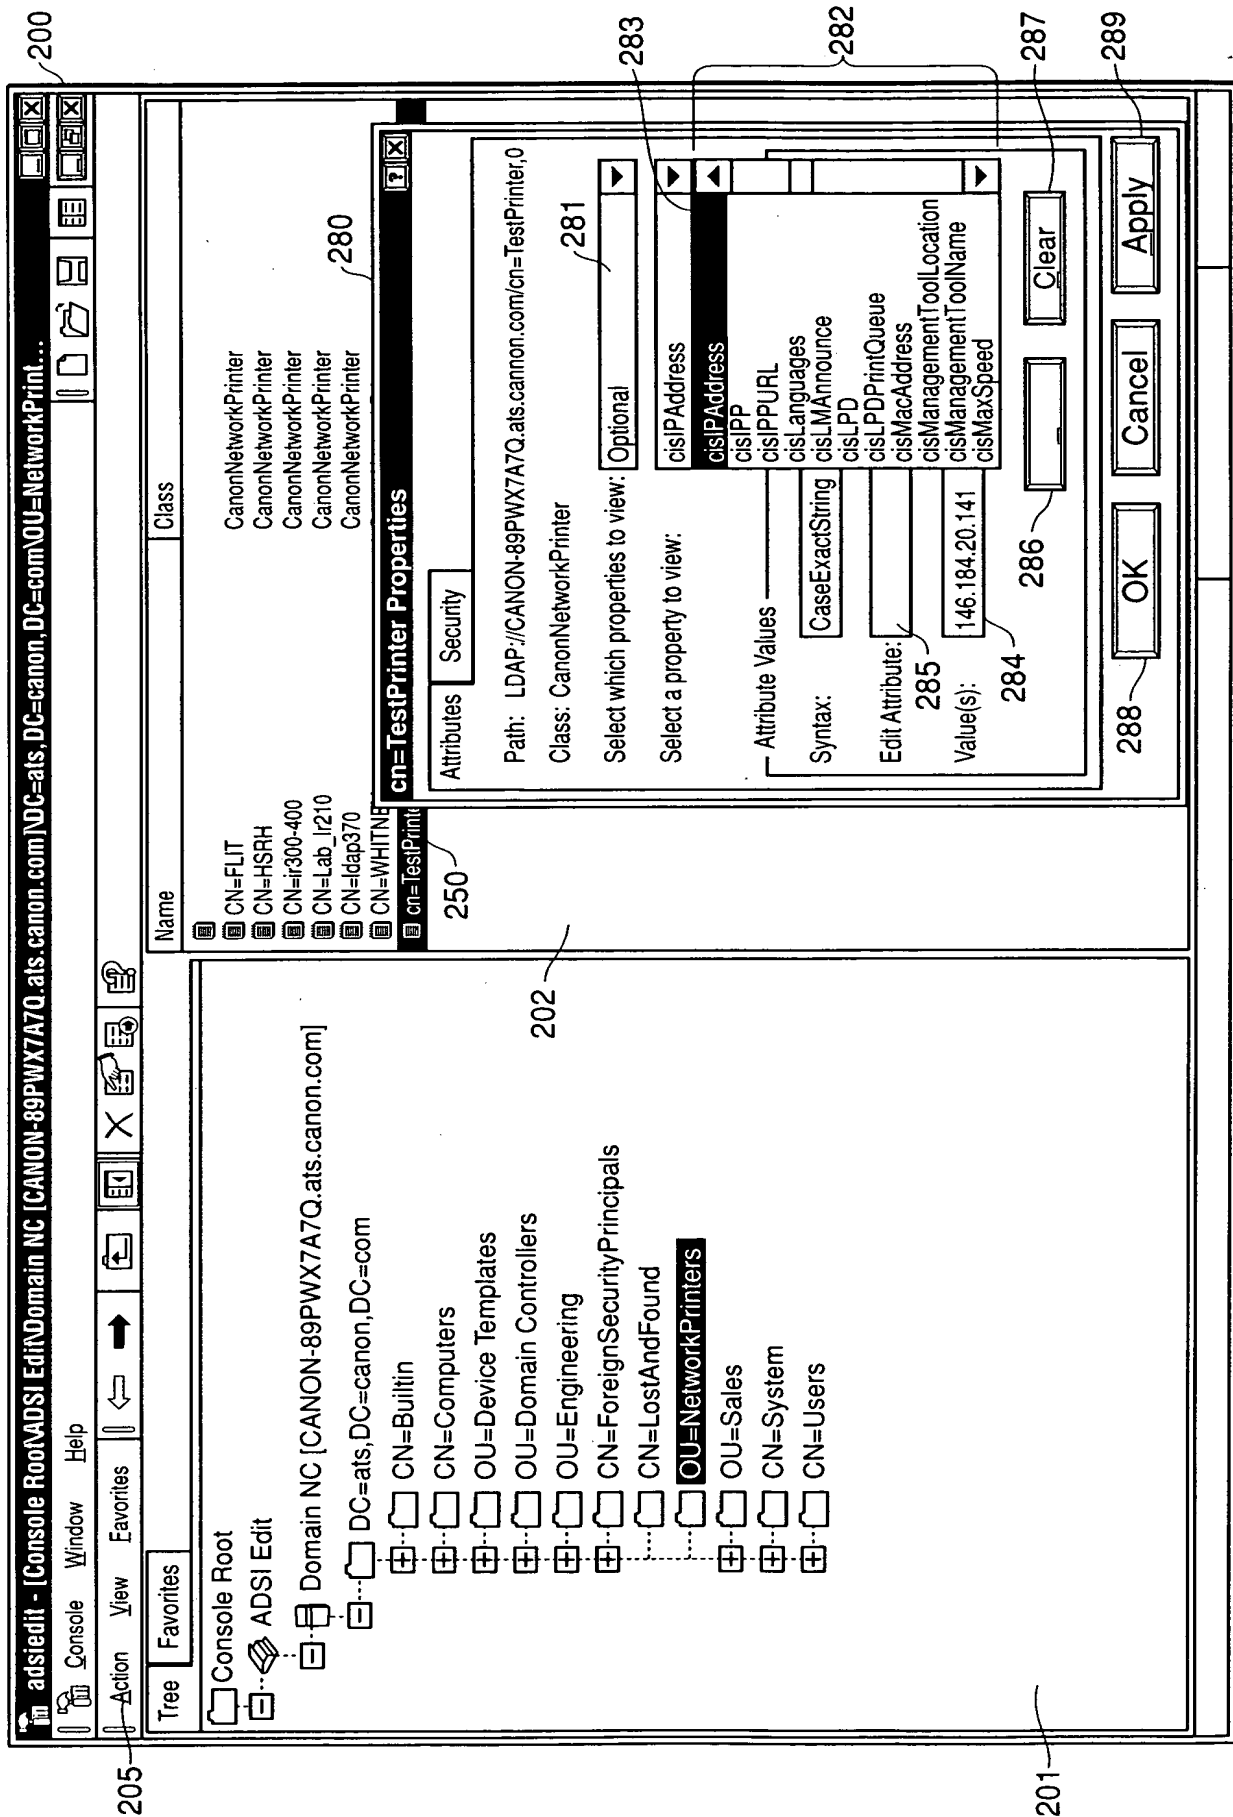 200
adsiedit - [Console Root\ADSI Edit\Domain NC [CANON-89PWX7A7Q.ats.canon.com]\DC=ats,DC=canon,DC=com\OU=NetworkPrint...
Console Window Help
205
Action View Favorites
Tree Favorites
Console Root
ADSI Edit
Domain NC [CANON-89PWX7A7Q.ats.canon.com]
DC=ats,DC=canon,DC=com
CN=Builtin
CN=Computers
OU=Device Templates
OU=Domain Controllers
OU=Engineering
CN=ForeignSecurityPrincipals
CN=LostAndFound
OU=NetworkPrinters
OU=Sales
CN=System
CN=Users
201
202
Name Class
CN=FLIT CanonNetworkPrinter
CN=HSRH CanonNetworkPrinter
CN=ir300-400 CanonNetworkPrinter
CN=Lab_Ir210 CanonNetworkPrinter
CN=ldap370 CanonNetworkPrinter
CN=WHITNE
cn=TestPrinte
250
280
cn=TestPrinter Properties
Attributes Security
Path: LDAP://CANON-89PWX7A7Q.ats.cannon.com/cn=TestPrinter,0
Class: CanonNetworkPrinter
281
Select which properties to view: Optional
Select a property to view: cisIPAddress
283
cisIPAddress
cisIPP
cisIPPURL
cisLanguages
cisLMAnnounce
cisLPD
cisLPDPrintQueue
cisMacAddress
cisManagementToolLocation
cisManagementToolName
cisMaxSpeed
282
Attribute Values
Syntax: CaseExactString
Edit Attribute:
285
Value(s): 146.184.20.141
284
286
Clear
287
288
OK Cancel Apply
289